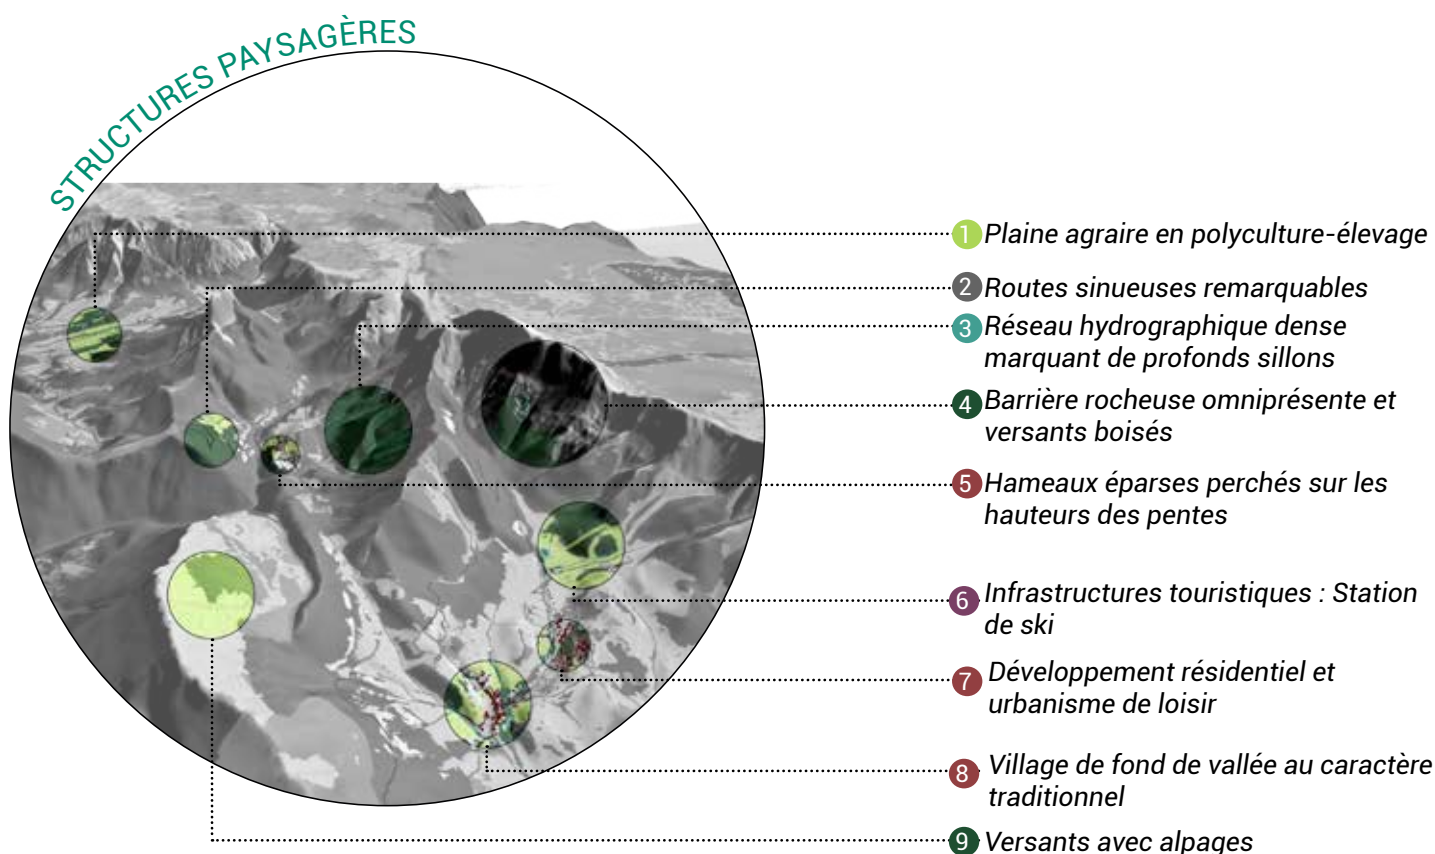 STRUCTURES PAYSAGÈRES
1 Plaine agraire en polyculture-élevage
2 Routes sinueuses remarquables
3 Réseau hydrographique dense
marquant de profonds sillons
4 Barrière rocheuse omniprésente et
versants boisés
5 Hameaux éparses perchés sur les
hauteurs des pentes
6 Infrastructures touristiques : Station
de ski
7 Développement résidentiel et
urbanisme de loisir
8 Village de fond de vallée au caractère
traditionnel
9 Versants avec alpages